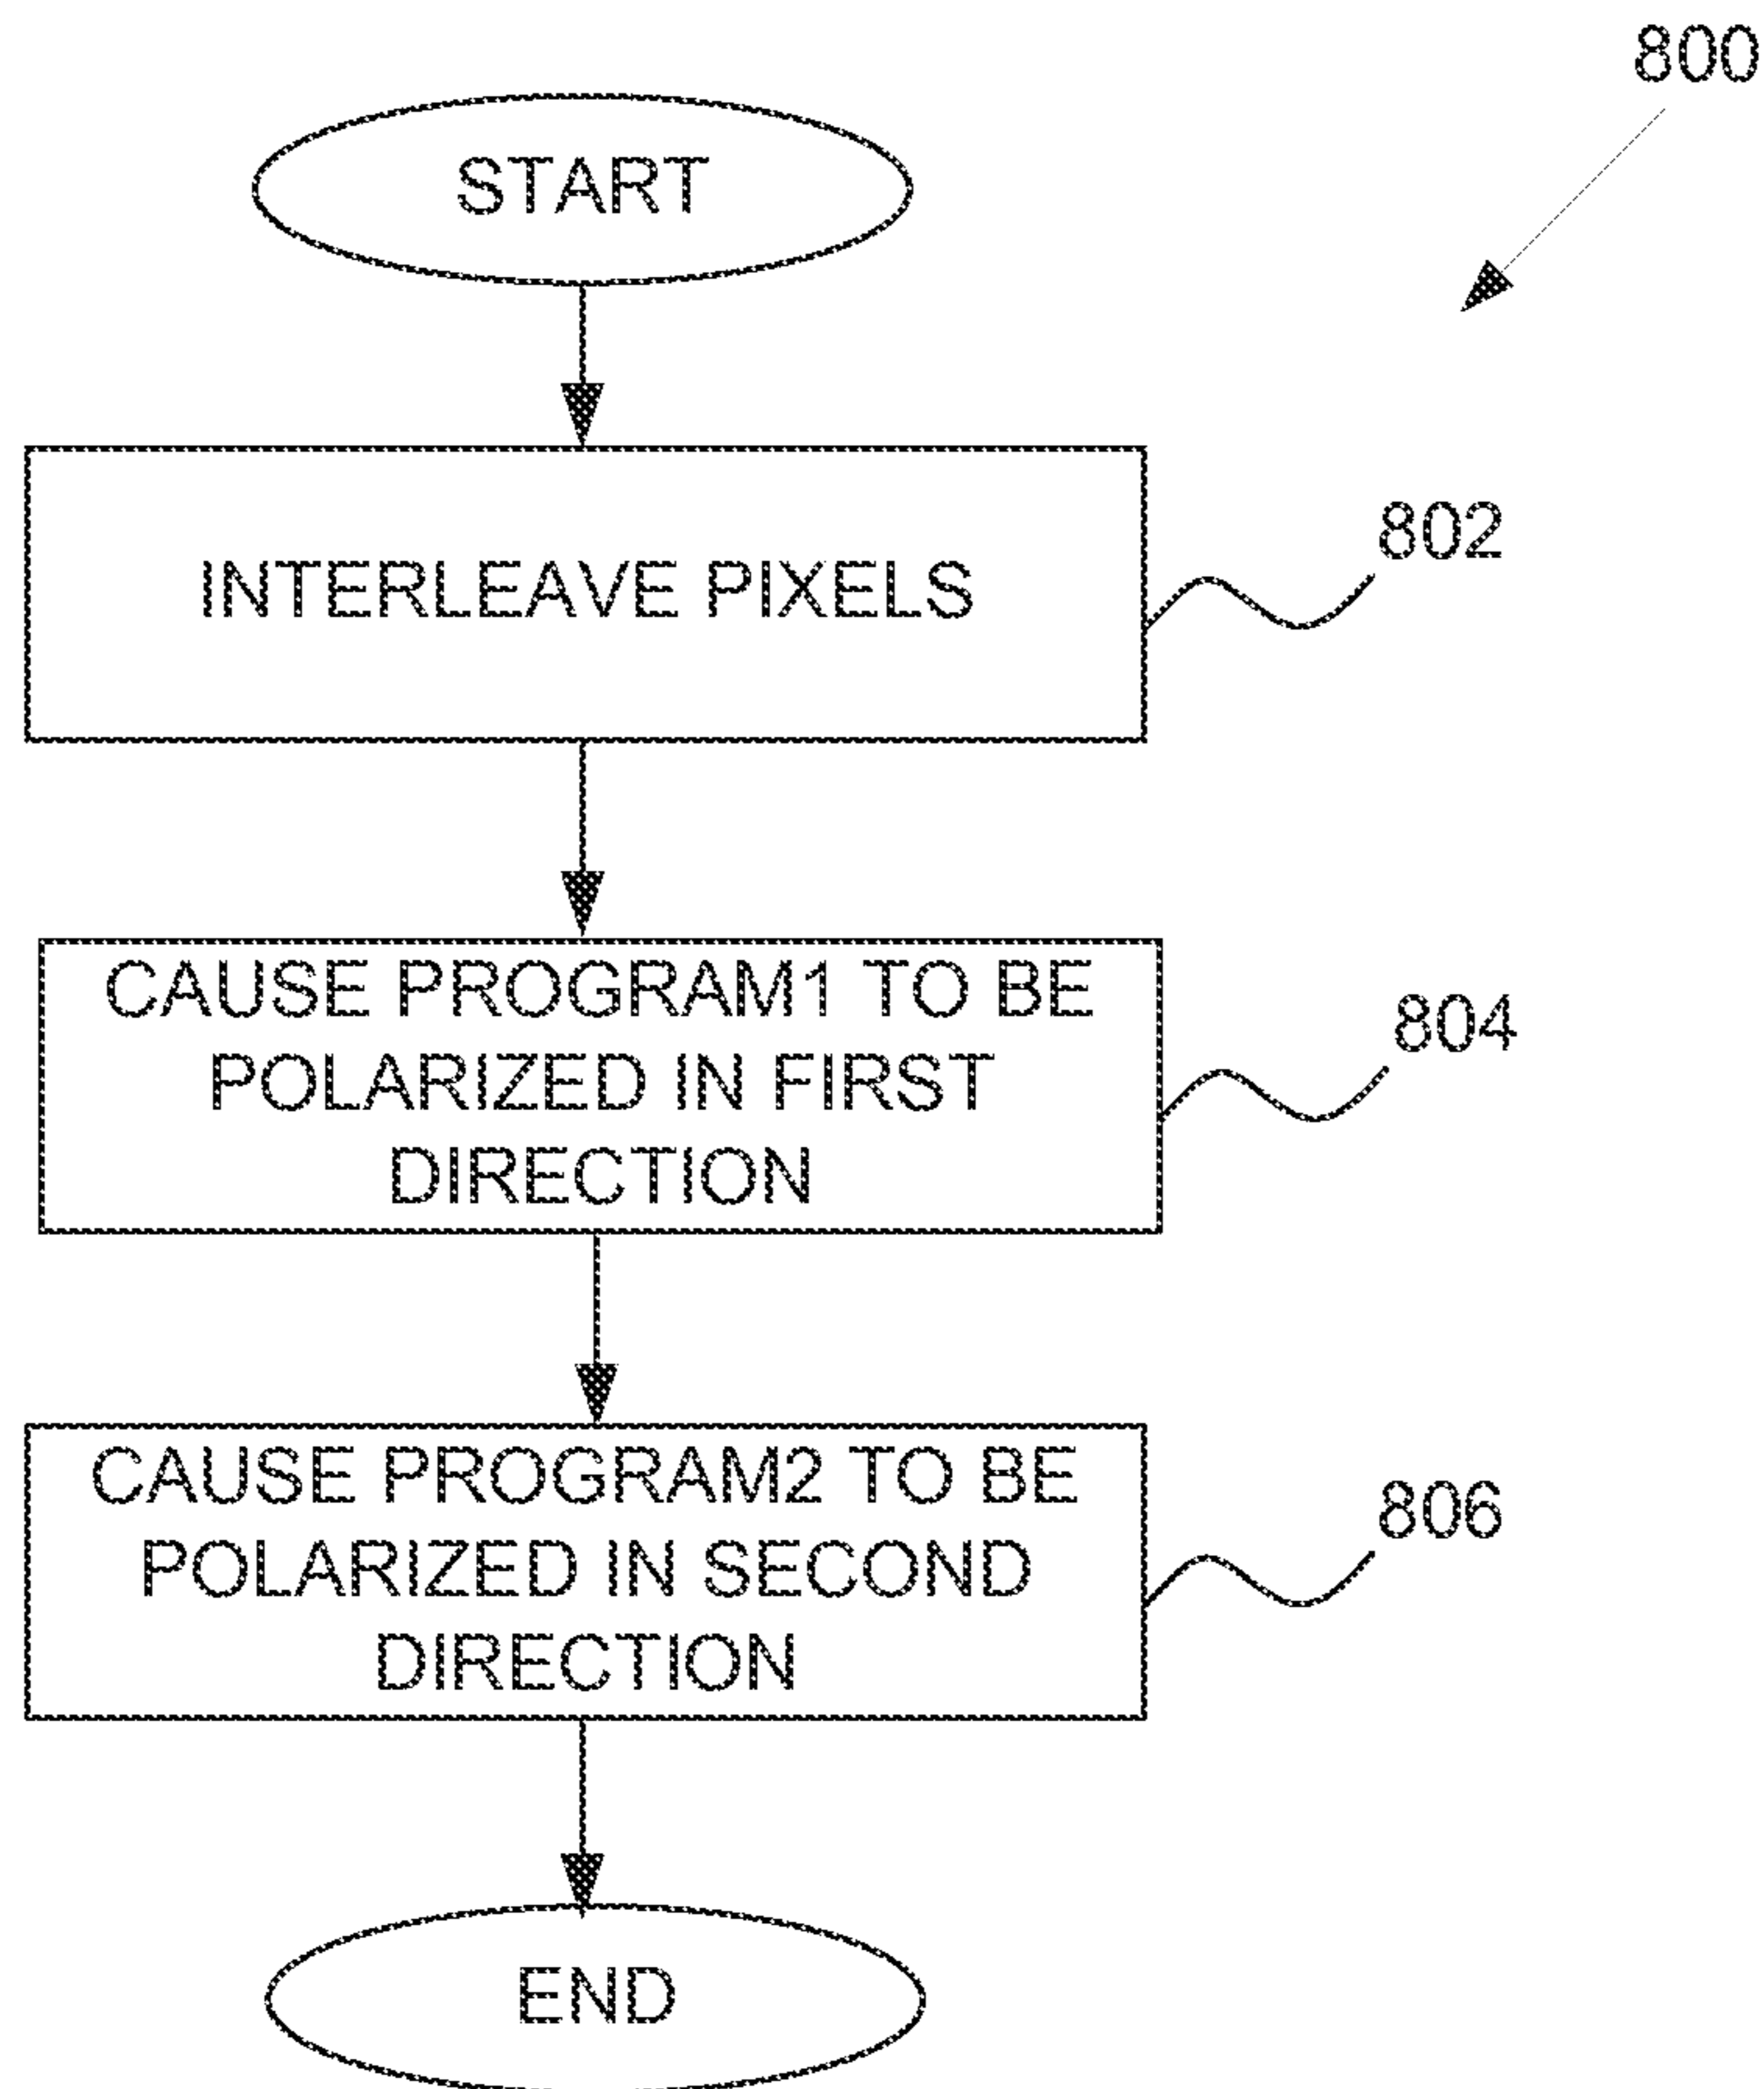 800
START
INTERLEAVE PIXELS
802
CAUSE PROGRAM1 TO BE
POLARIZED IN FIRST
DIRECTION
804
CAUSE PROGRAM2 TO BE
POLARIZED IN SECOND
DIRECTION
806
END